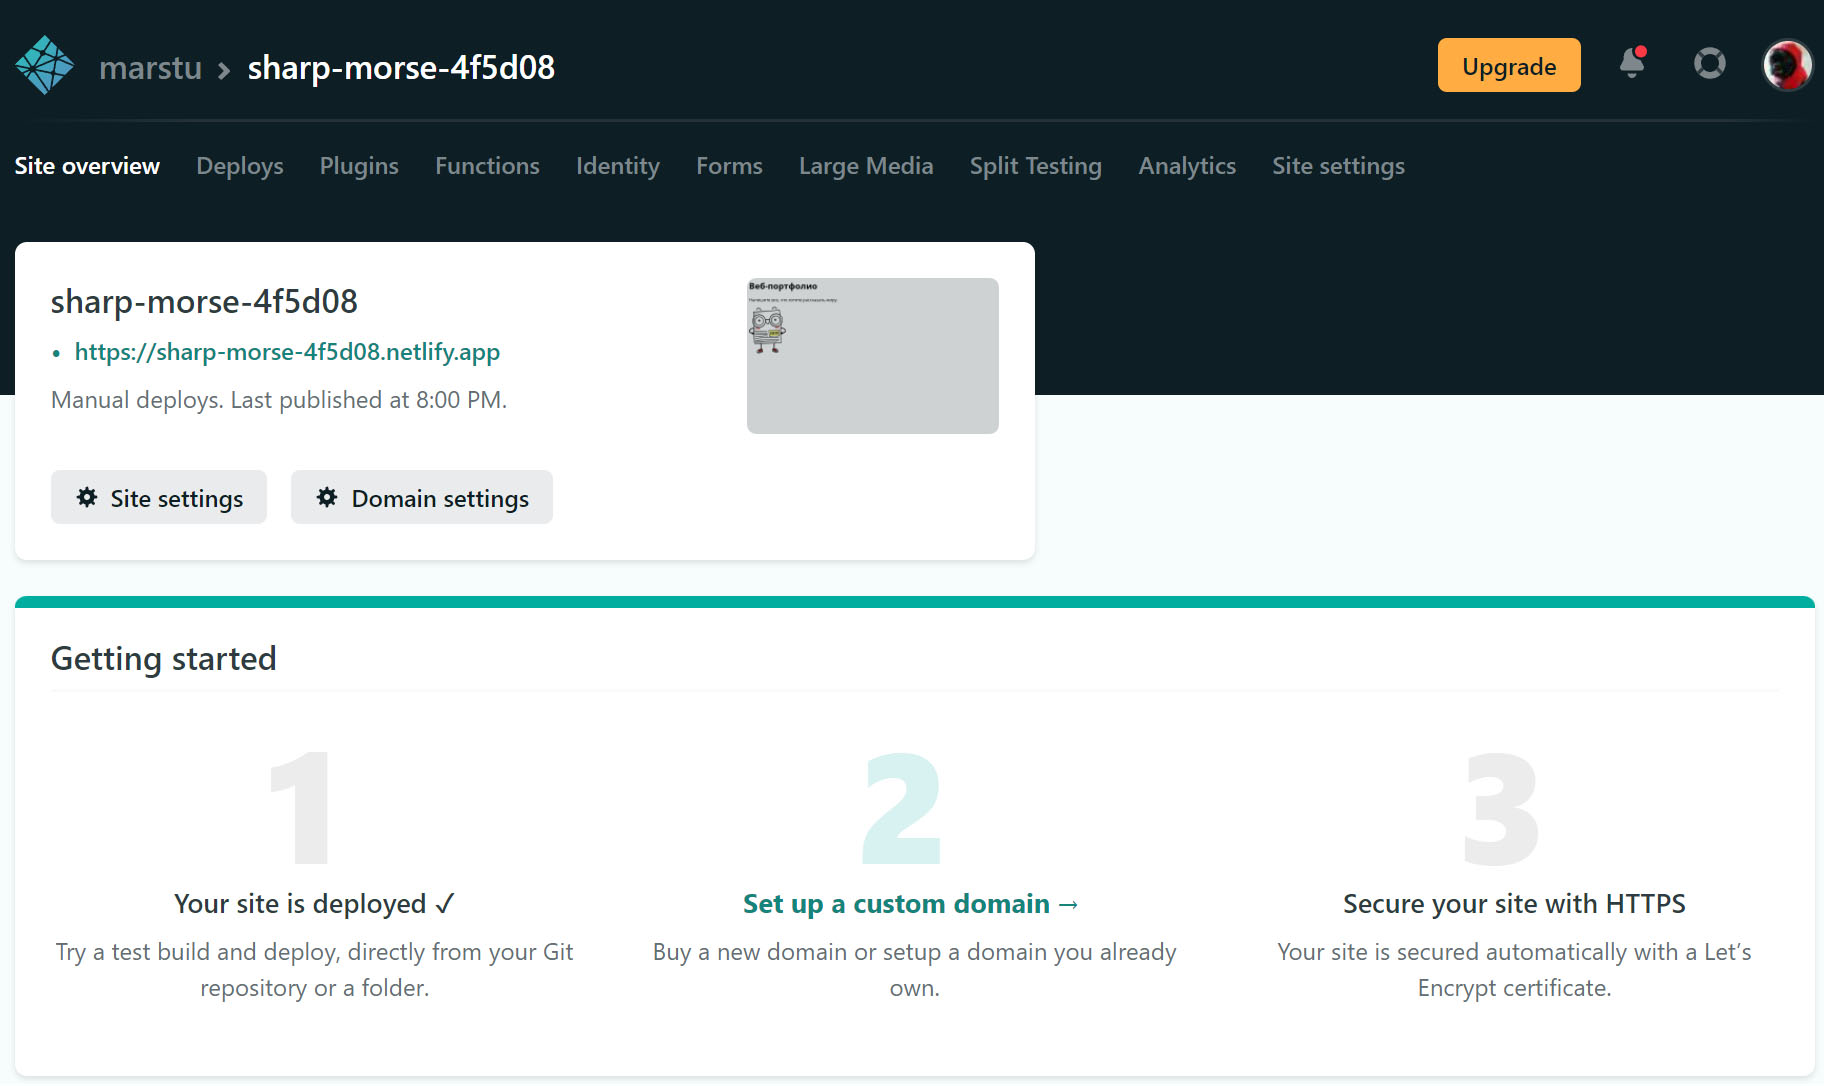 marstu > sharp-morse-4f5d08
Upgrade
Site overview Deploys Plugins Functions Identity Forms Large Media Split Testing Analytics Site settings
sharp-morse-4f5d08
• https://sharp-morse-4f5d08.netlify.app
Manual deploys. Last published at 8:00 PM.
Веб-портфолио
Site settings
Domain settings
Getting started
1
Your site is deployed ✓
Try a test build and deploy, directly from your Git
repository or a folder.
2
Set up a custom domain →
Buy a new domain or setup a domain you already
own.
3
Secure your site with HTTPS
Your site is secured automatically with a Let’s
Encrypt certificate.